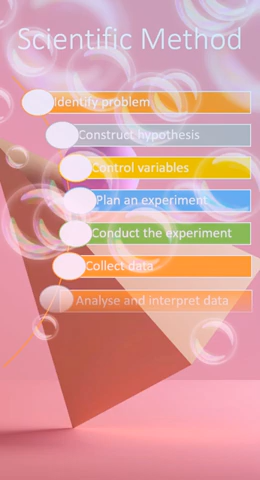 Scientific Method
Identify problem
Construct hypothesis
Control variables
Plan an experiment
Conduct the experiment
Collect data
Analyse and interpret data